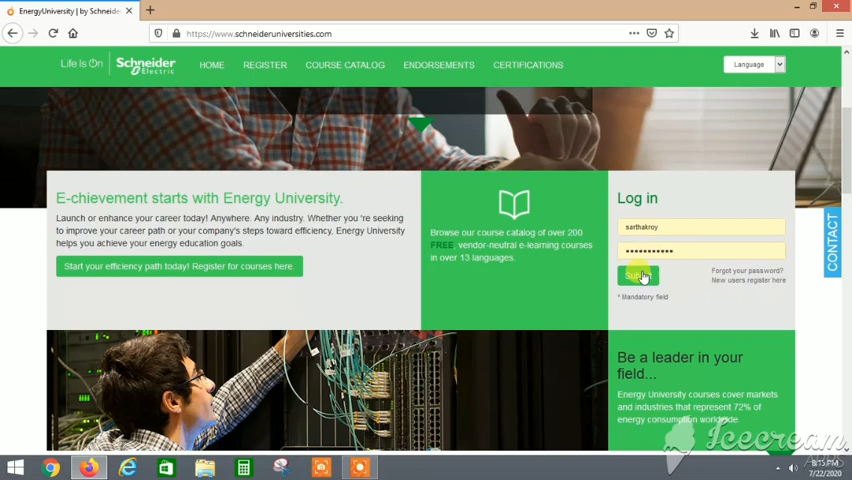 EnergyUniversity | by Schneider
https://www.schneideruniversities.com
Life Is On
Schneider Electric
HOME
REGISTER
COURSE CATALOG
ENDORSEMENTS
CERTIFICATIONS
Language
E-chievement starts with Energy University.
Launch or enhance your career today! Anywhere. Any industry. Whether you 're seeking
to improve your career path or your company's steps toward efficiency, Energy University
helps you achieve your energy education goals.
Start your efficiency path today! Register for courses here.
Browse our course catalog of over 200
FREE, vendor-neutral e-learning courses
in over 13 languages.
Log in
sarthakroy
•••••••••••
Forgot your password?
New users register here
* Mandatory field
CONTACT
Be a leader in your
field...
Energy University courses cover markets
and industries that represent 72% of
energy consumption worldwide.
Icecream
APPS
8:15 PM
7/22/2020